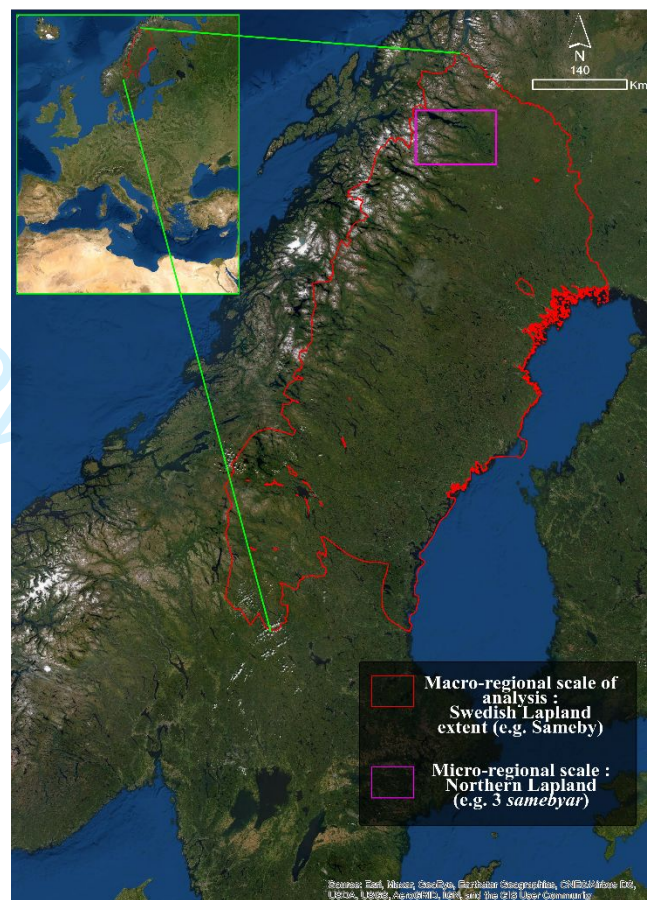 N
140
Km
Macro-regional scale of
analysis :
Swedish Lapland
extent (e.g. Sameby)
Micro-regional scale :
Northern Lapland
(e.g. 3 samebyar)
Sources: Esri, Maxar, GeoEye, Earthstar Geographics, CNES/Airbus DS,
USDA, USGS, AeroGRID, IGN, and the GIS User Community